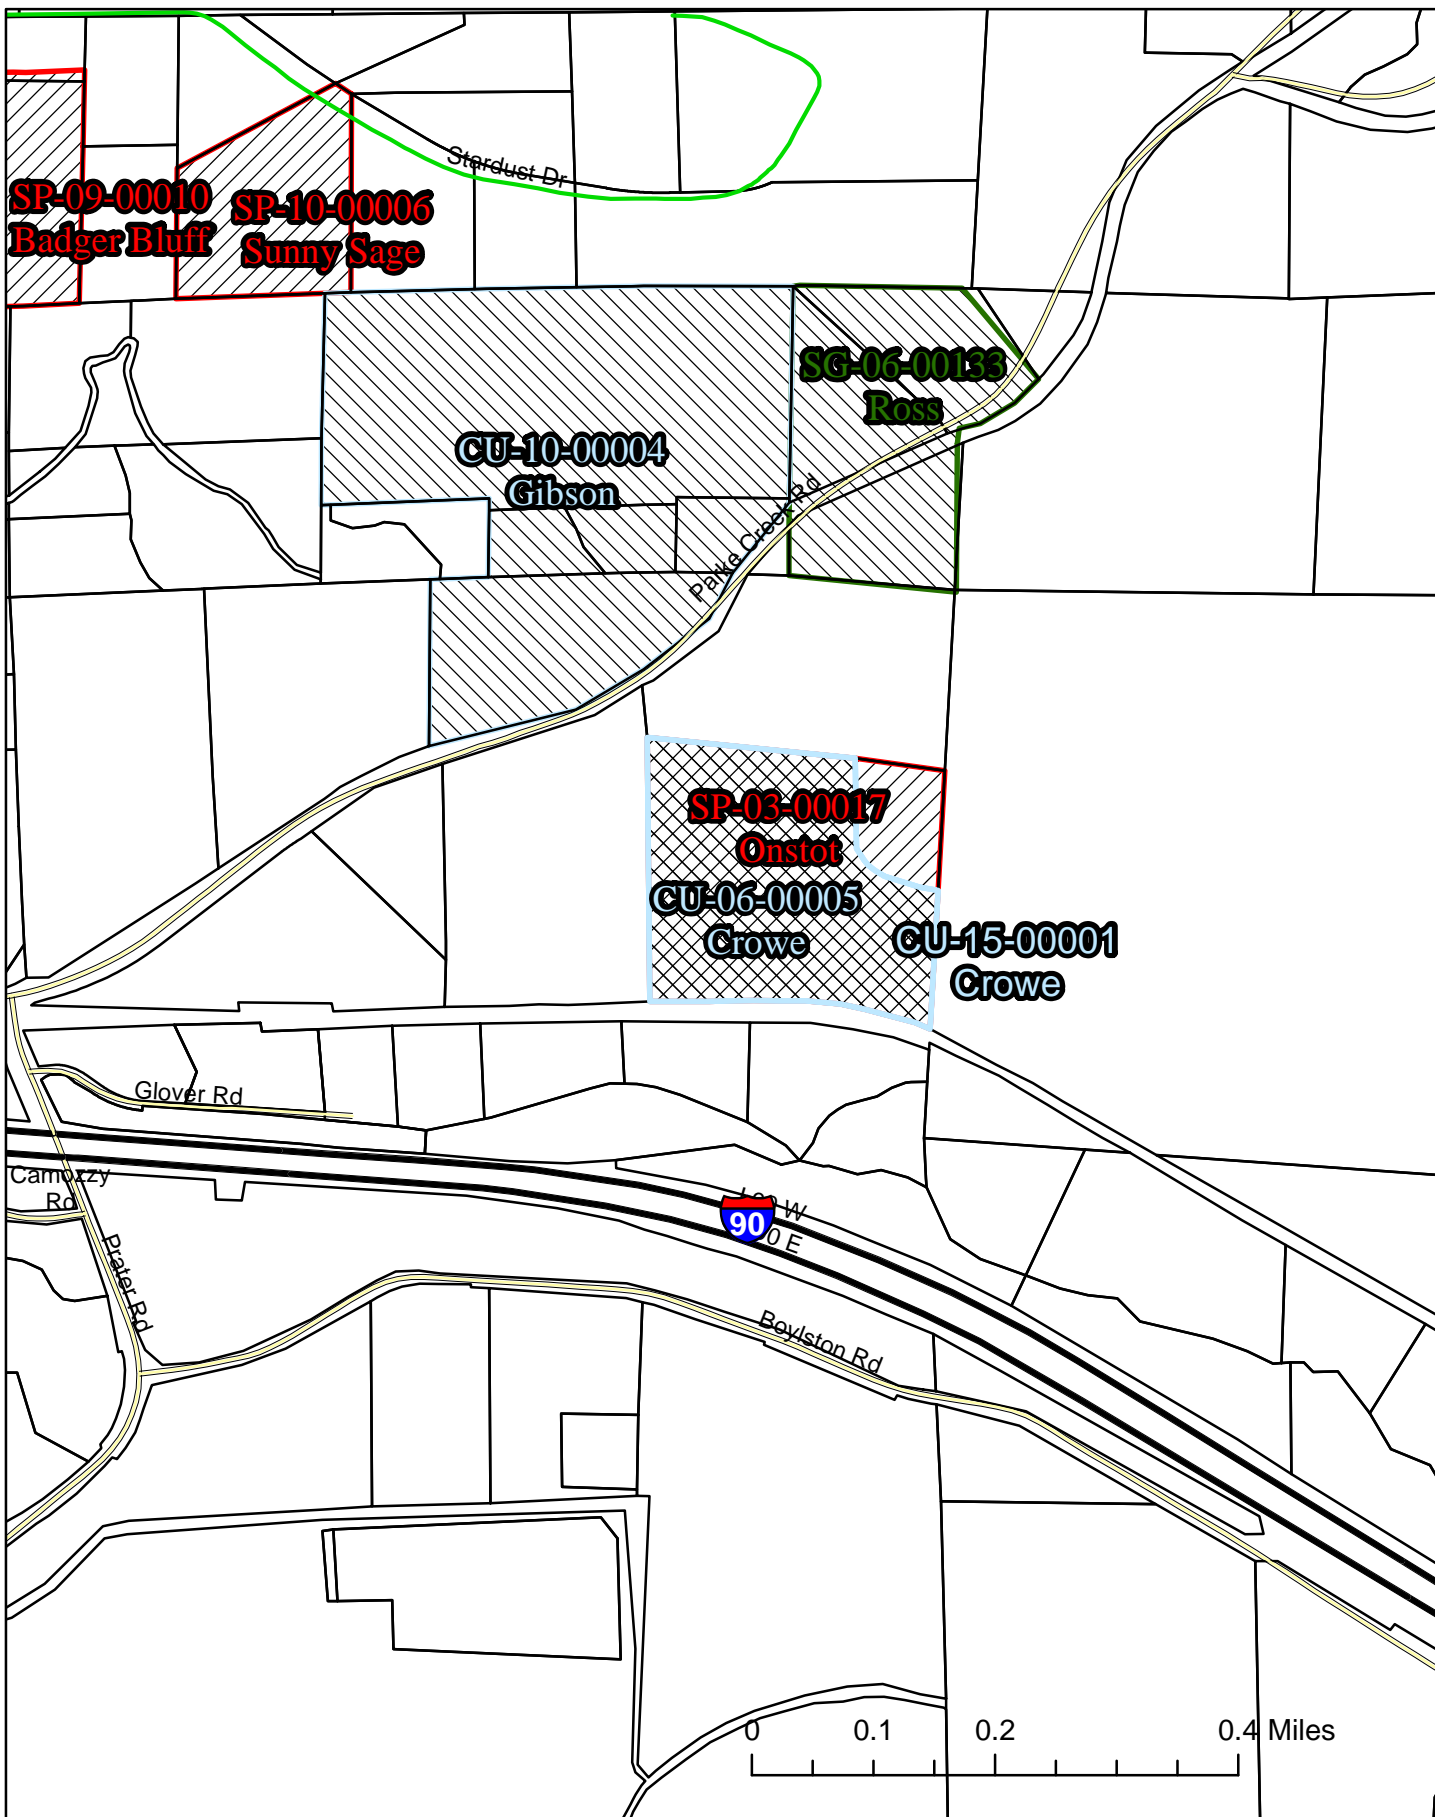 Stardust Dr
SP-09-00010
Badger Bluff
SP-10-00006
Sunny Sage
SG-06-00133
Ross
CU-10-00004
Gibson
Parke Creek Rd
SP-03-00017
Onstot
CU-06-00005
Crowe
CU-15-00001
Crowe
Glover Rd
Camozzy
Rd
Prater Rd
W
90
E
Boylston Rd
0 0.1 0.2 0.4 Miles